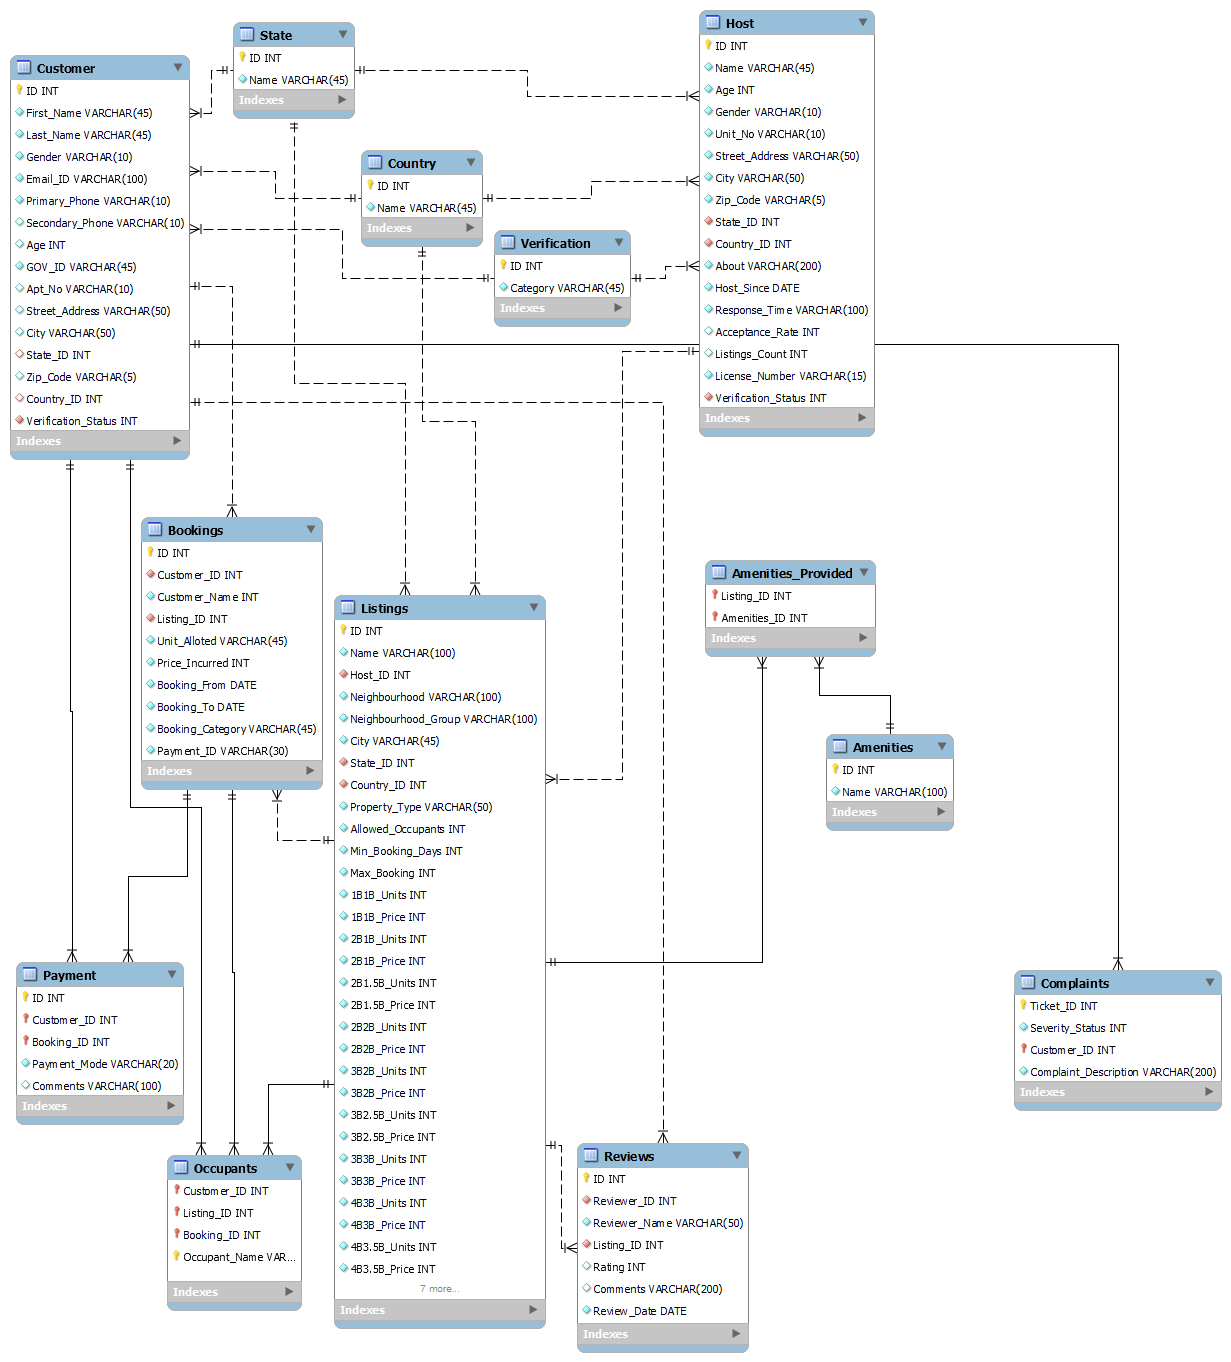 State
ID INT
Name VARCHAR(45)
Indexes
Host
ID INT
Name VARCHAR(45)
Age INT
Gender VARCHAR(10)
Unit_No VARCHAR(10)
Street_Address VARCHAR(50)
City VARCHAR(50)
Zip_Code VARCHAR(5)
State_ID INT
Country_ID INT
About VARCHAR(200)
Host_Since DATE
Response_Time VARCHAR(100)
Acceptance_Rate INT
Listings_Count INT
License_Number VARCHAR(15)
Verification_Status INT
Indexes
Customer
ID INT
First_Name VARCHAR(45)
Last_Name VARCHAR(45)
Gender VARCHAR(10)
Email_ID VARCHAR(100)
Primary_Phone VARCHAR(10)
Secondary_Phone VARCHAR(10)
Age INT
GOV_ID VARCHAR(45)
Apt_No VARCHAR(10)
Street_Address VARCHAR(50)
City VARCHAR(50)
State_ID INT
Zip_Code VARCHAR(5)
Country_ID INT
Verification_Status INT
Indexes
Country
ID INT
Name VARCHAR(45)
Indexes
Verification
ID INT
Category VARCHAR(45)
Indexes
Bookings
ID INT
Customer_ID INT
Customer_Name INT
Listing_ID INT
Unit_Alloted VARCHAR(45)
Price_Incurred INT
Booking_From DATE
Booking_To DATE
Booking_Category VARCHAR(45)
Payment_ID VARCHAR(30)
Indexes
Listings
ID INT
Name VARCHAR(100)
Host_ID INT
Neighbourhood VARCHAR(100)
Neighbourhood_Group VARCHAR(100)
City VARCHAR(45)
State_ID INT
Country_ID INT
Property_Type VARCHAR(50)
Allowed_Occupants INT
Min_Booking_Days INT
Max_Booking INT
1B1B_Units INT
1B1B_Price INT
2B1B_Units INT
2B1B_Price INT
2B1.5B_Units INT
2B1.5B_Price INT
2B2B_Units INT
2B2B_Price INT
3B2B_Units INT
3B2B_Price INT
3B2.5B_Units INT
3B2.5B_Price INT
3B3B_Units INT
3B3B_Price INT
4B3B_Units INT
4B3B_Price INT
4B3.5B_Units INT
4B3.5B_Price INT
7 more...
Indexes
Amenities_Provided
Listing_ID INT
Amenities_ID INT
Indexes
Amenities
ID INT
Name VARCHAR(100)
Indexes
Payment
ID INT
Customer_ID INT
Booking_ID INT
Payment_Mode VARCHAR(20)
Comments VARCHAR(100)
Indexes
Complaints
Ticket_ID INT
Severity_Status INT
Customer_ID INT
Complaint_Description VARCHAR(200)
Indexes
Occupants
Customer_ID INT
Listing_ID INT
Booking_ID INT
Occupant_Name VAR...
Indexes
Reviews
ID INT
Reviewer_ID INT
Reviewer_Name VARCHAR(50)
Listing_ID INT
Rating INT
Comments VARCHAR(200)
Review_Date DATE
Indexes